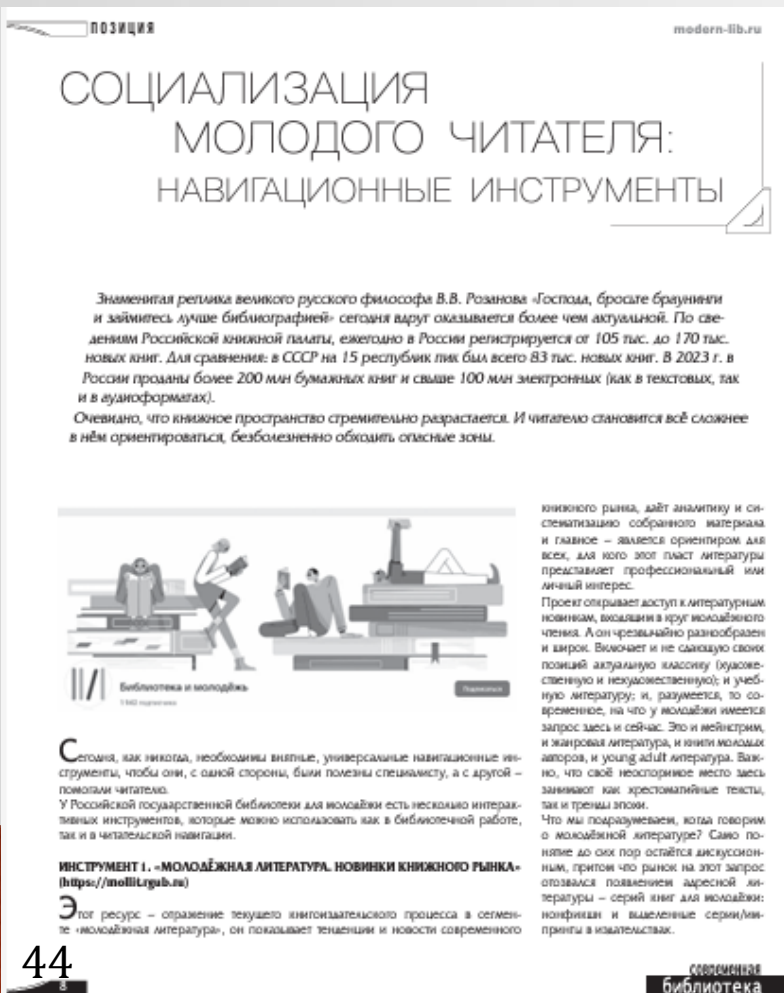 ПОЗИЦИЯ
modern-lib.ru
СОЦИАЛИЗАЦИЯ
МОЛОДОГО ЧИТАТЕЛЯ:
НАВИГАЦИОННЫЕ ИНСТРУМЕНТЫ
Знаменитая реплика великого русского философа В.В. Розанова «Господа, бросьте браунинги
и займитесь лучше библиографией» сегодня вдруг оказывается более чем актуальной. По све-
дениям Российской книжной палаты, ежегодно в России регистрируется от 105 тыс. до 170 тыс.
новых книг. Для сравнения: в СССР на 15 республик пик был всего 83 тыс. новых книг. В 2023 г. в
России проданы более 200 млн бумажных книг и свыше 100 млн электронных (как в текстовых, так
и в аудиоформатах).
Очевидно, что книжное пространство стремительно разрастается. И читателю становится всё сложнее
в нём ориентироваться, безболезненно обходить опасные зоны.
Библиотека и молодёжь
Подписаться
Сегодня, как никогда, необходимы внятные, универсальные навигационные ин-
струменты, чтобы они, с одной стороны, были полезны специалисту, а с другой –
помогали читателю.
У Российской государственной библиотеки для молодёжи есть несколько интерак-
тивных инструментов, которые можно использовать как в библиотечной работе,
так и в читательской навигации.
ИНСТРУМЕНТ 1. «МОЛОДЁЖНАЯ ЛИТЕРАТУРА. НОВИНКИ КНИЖНОГО РЫНКА»
(https://mollit.rgub.ru)
Этот ресурс – отражение текущего книгоиздательского процесса в сегмен-
те «молодёжная литература», он показывает тенденции и новости современного
книжного рынка, даёт аналитику и си-
стематизацию собранного материала
и главное – является ориентиром для
всех, для кого этот пласт литературы
представляет профессиональный или
личный интерес.
Проект открывает доступ к литературным
новинкам, входящим в круг молодёжного
чтения. А он чрезвычайно разнообразен
и широк. Включает и не сдающую своих
позиций актуальную классику (художе-
ственную и нехудожественную); и учеб-
ную литературу; и, разумеется, то со-
временное, на что у молодёжи имеется
запрос здесь и сейчас. Это и мейнстрим,
и жанровая литература, и книги молодых
авторов, и young adult литература. Важ-
но, что своё неоспоримое место здесь
занимают как хрестоматийные тексты,
так и тренды эпохи.
Что мы подразумеваем, когда говорим
о молодёжной литературе? Само по-
нятие до сих пор остаётся дискуссион-
ным, притом что рынок на этот запрос
отозвался появлением адресной ли-
тературы – серий книг для молодёжи:
нонфикшн и выделенные серии/им-
принты в издательствах.
44
8
современная
библиотека